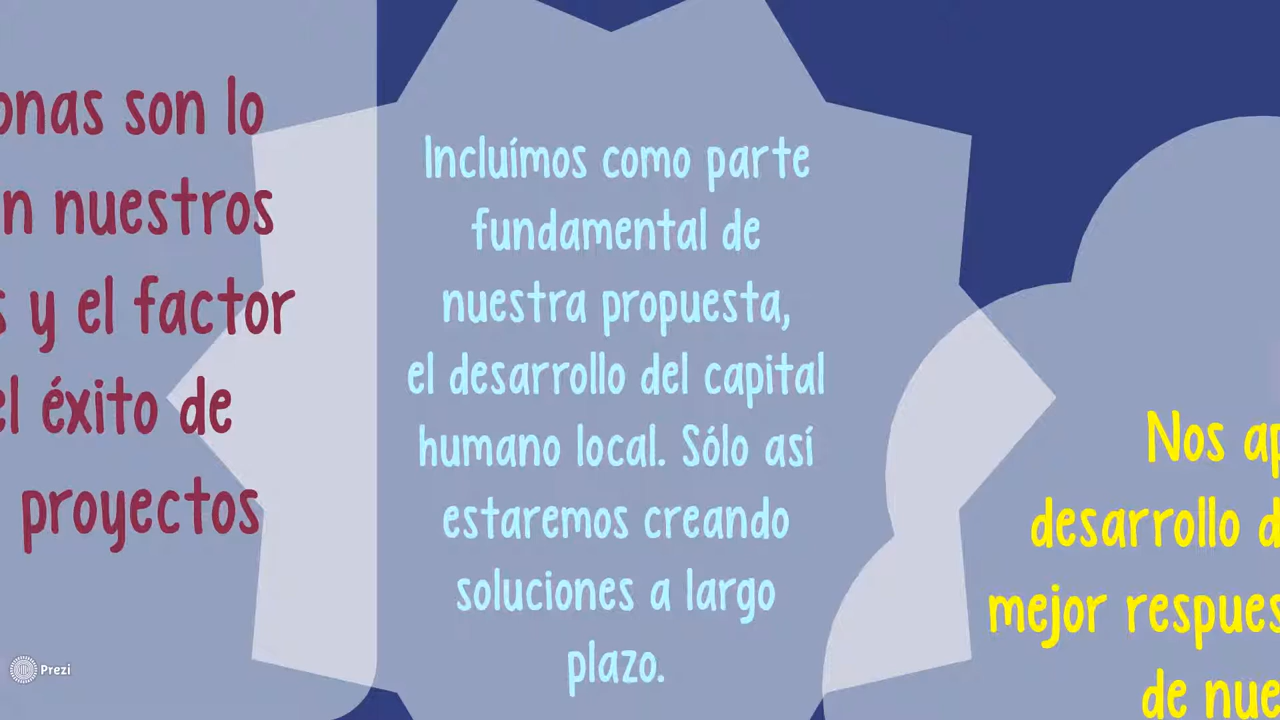 onas son lo
n nuestros
s y el factor
el éxito de
proyectos
Incluímos como parte
fundamental de
nuestra propuesta,
el desarrollo del capital
humano local. Sólo así
estaremos creando
soluciones a largo
plazo.
Nos ap
desarrollo d
mejor respues
de nue
Prezi